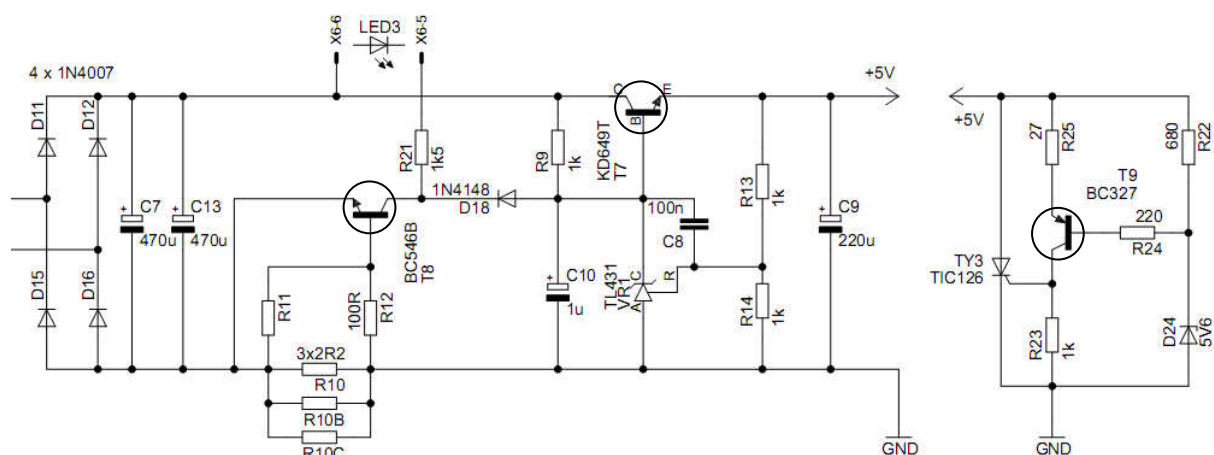 4 x 1N4007
D11
D12
D15
D16
C7
470u
C13
470u
X6-6
LED3
X6-5
R21
1k5
BC546B
T8
1N4148
D18
R11
100R
R12
3x2R2
R10
R10B
R10C
R9
1k
C10
1u
KD649T
T7
C
B
E
100n
C8
TL431
VR1
C
A
R
R13
1k
R14
1k
C9
220u
+5V
GND
+5V
27
R25
680
R22
T9
BC327
220
R24
TY3
TIC126
R23
1k
D24
5V6
GND